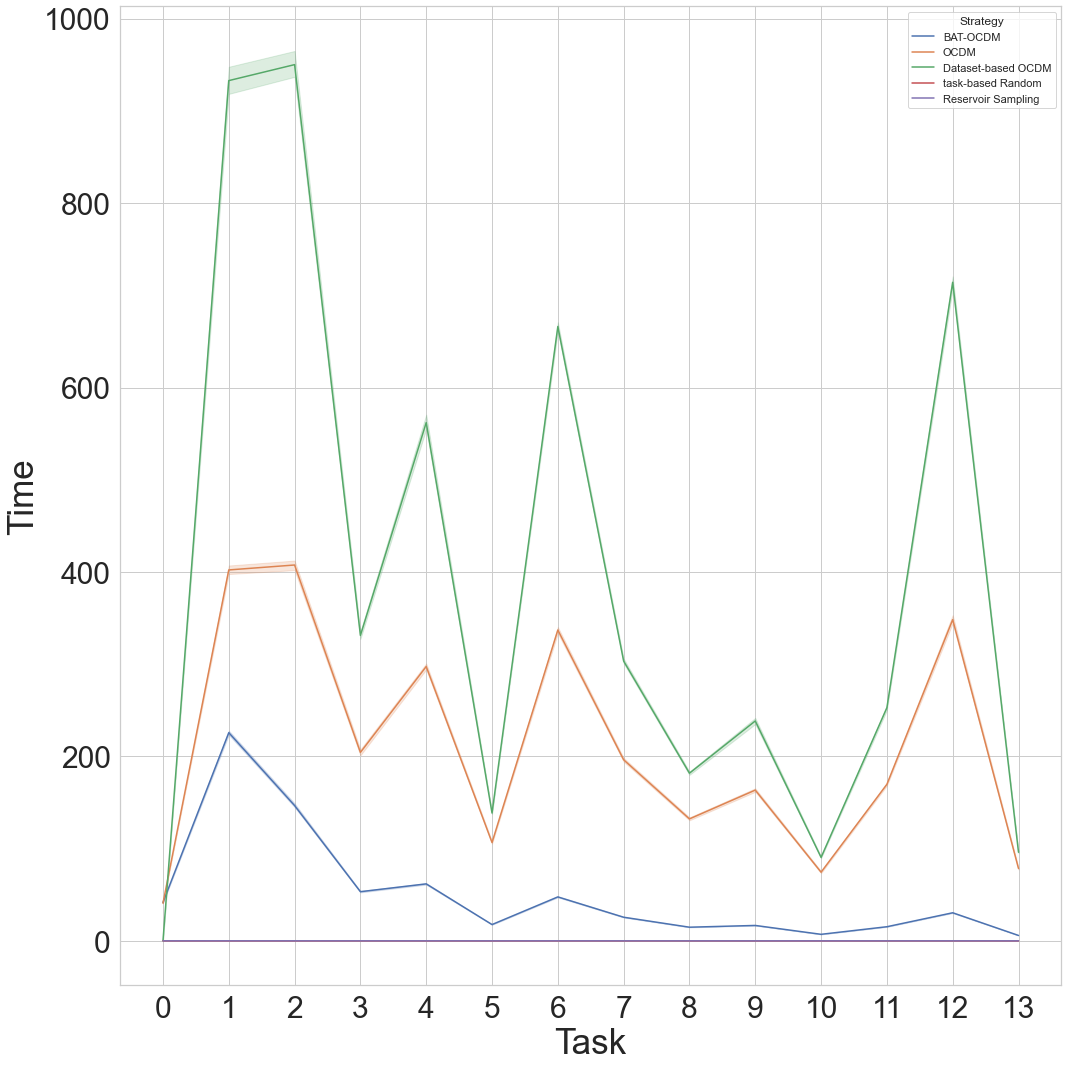 Strategy
BAT-OCDM
OCDM
Dataset-based OCDM
task-based Random
Reservoir Sampling
1000
800
600
400
200
0
Time
0 1 2 3 4 5 6 7 8 9 10 11 12 13
Task